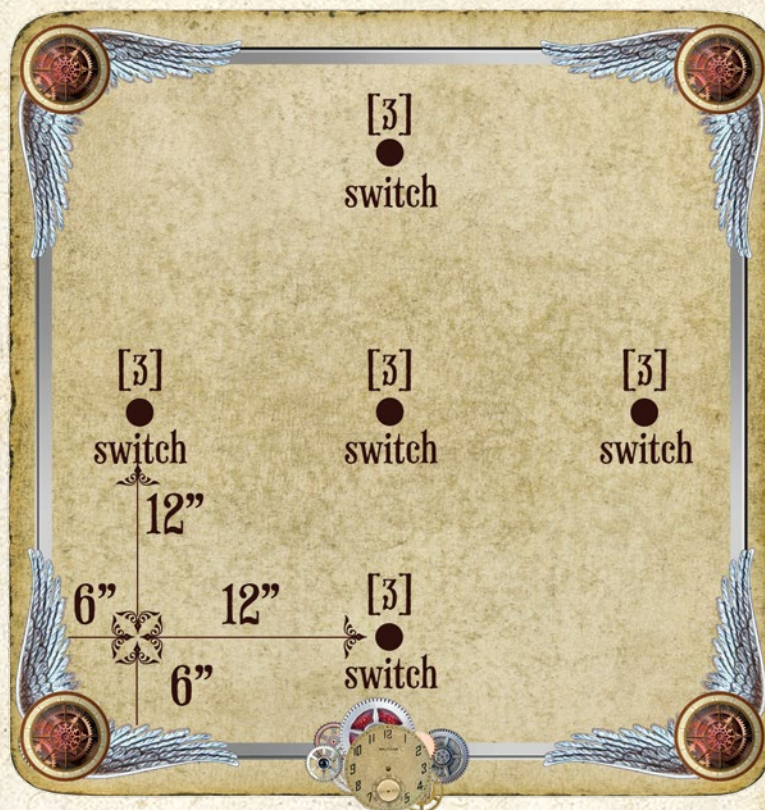 [3]
switch
[3] [3] [3]
switch switch switch
12”
6” 12” [3]
6” switch